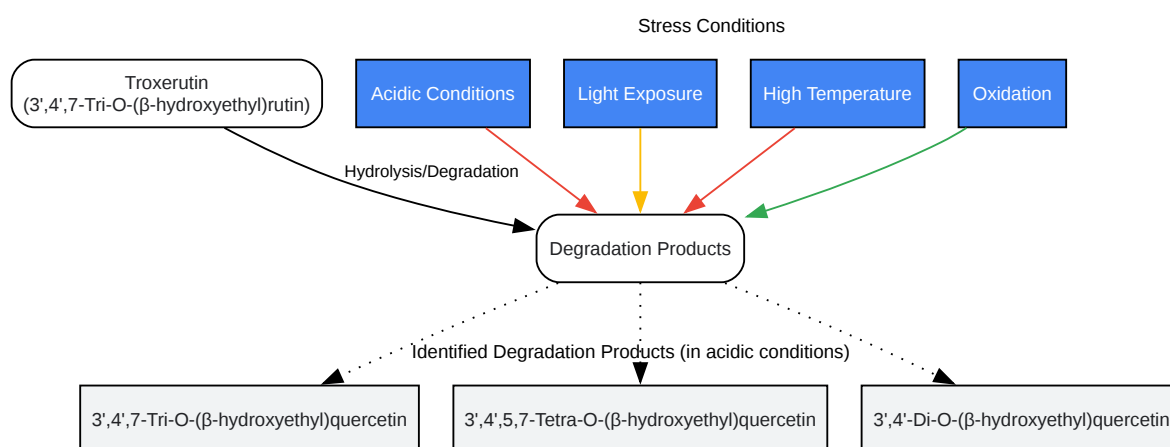 Stress Conditions
Troxerutin
(3',4',7-Tri-O-(β-hydroxyethyl)rutin)
Acidic Conditions
Light Exposure
High Temperature
Oxidation
Hydrolysis/Degradation
Degradation Products
Identified Degradation Products (in acidic conditions)
3',4',7-Tri-O-(β-hydroxyethyl)quercetin
3',4',5,7-Tetra-O-(β-hydroxyethyl)quercetin
3',4'-Di-O-(β-hydroxyethyl)quercetin